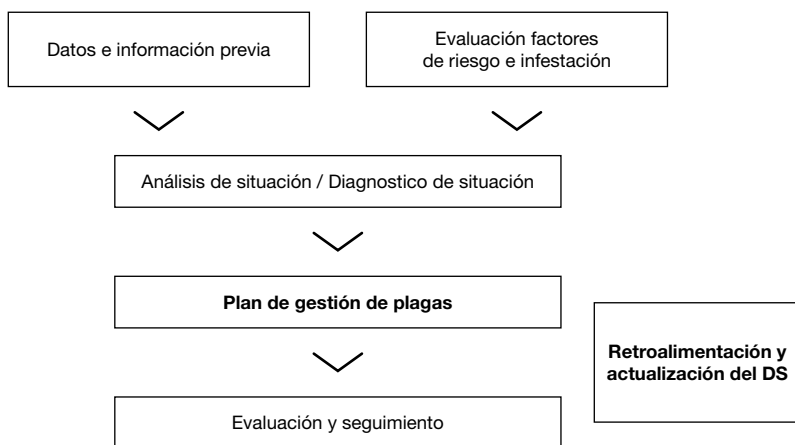 Datos e información previa
Evaluación factores
de riesgo e infestación
Análisis de situación / Diagnostico de situación
Plan de gestión de plagas
Retroalimentación y
actualización del DS
Evaluación y seguimiento